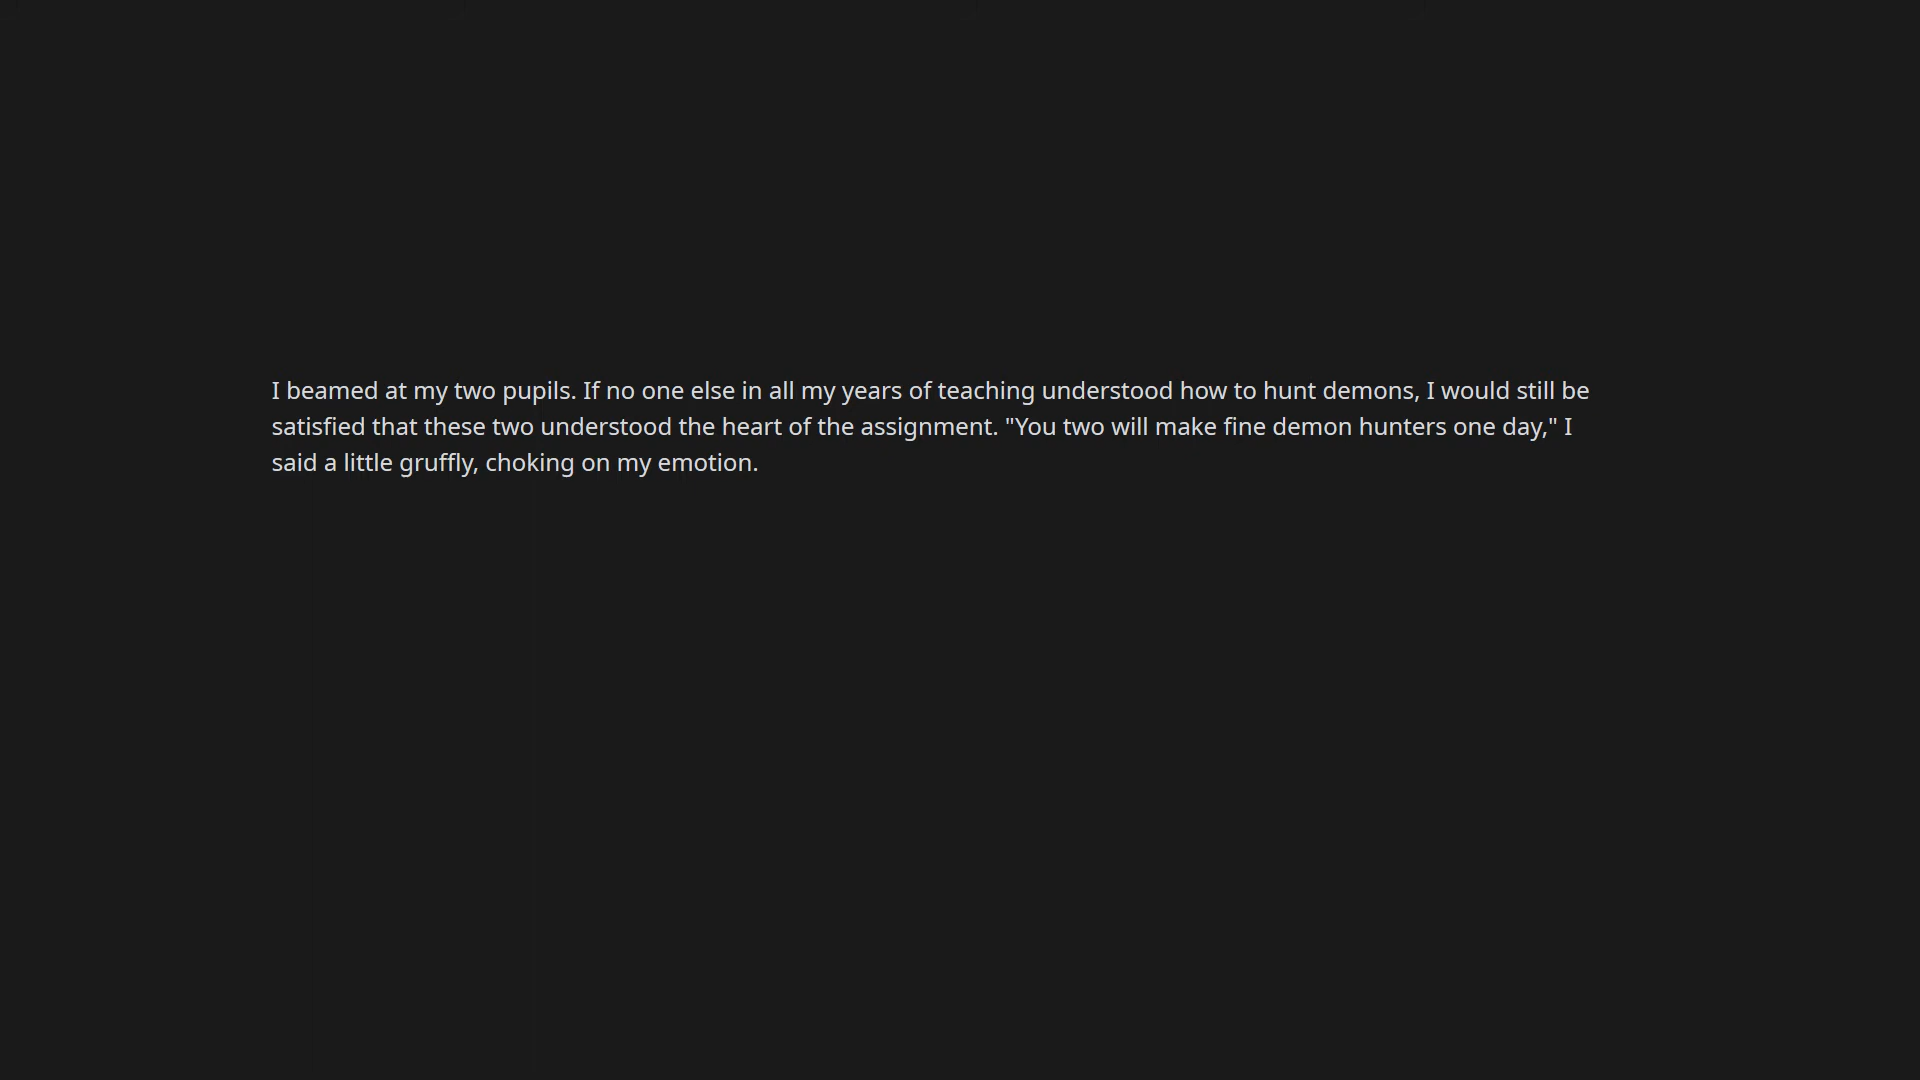 I beamed at my two pupils. If no one else in all my years of teaching understood how to hunt demons, I would still be
satisfied that these two understood the heart of the assignment. "You two will make fine demon hunters one day," I
said a little gruffly, choking on my emotion.